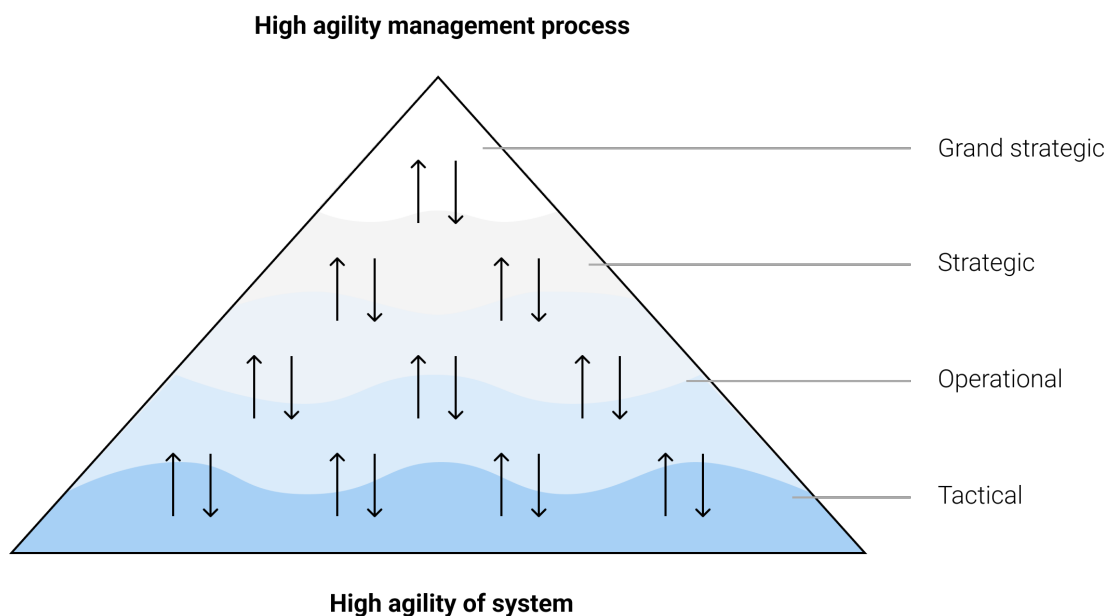 High agility management process
Grand strategic
Strategic
Operational
Tactical
High agility of system